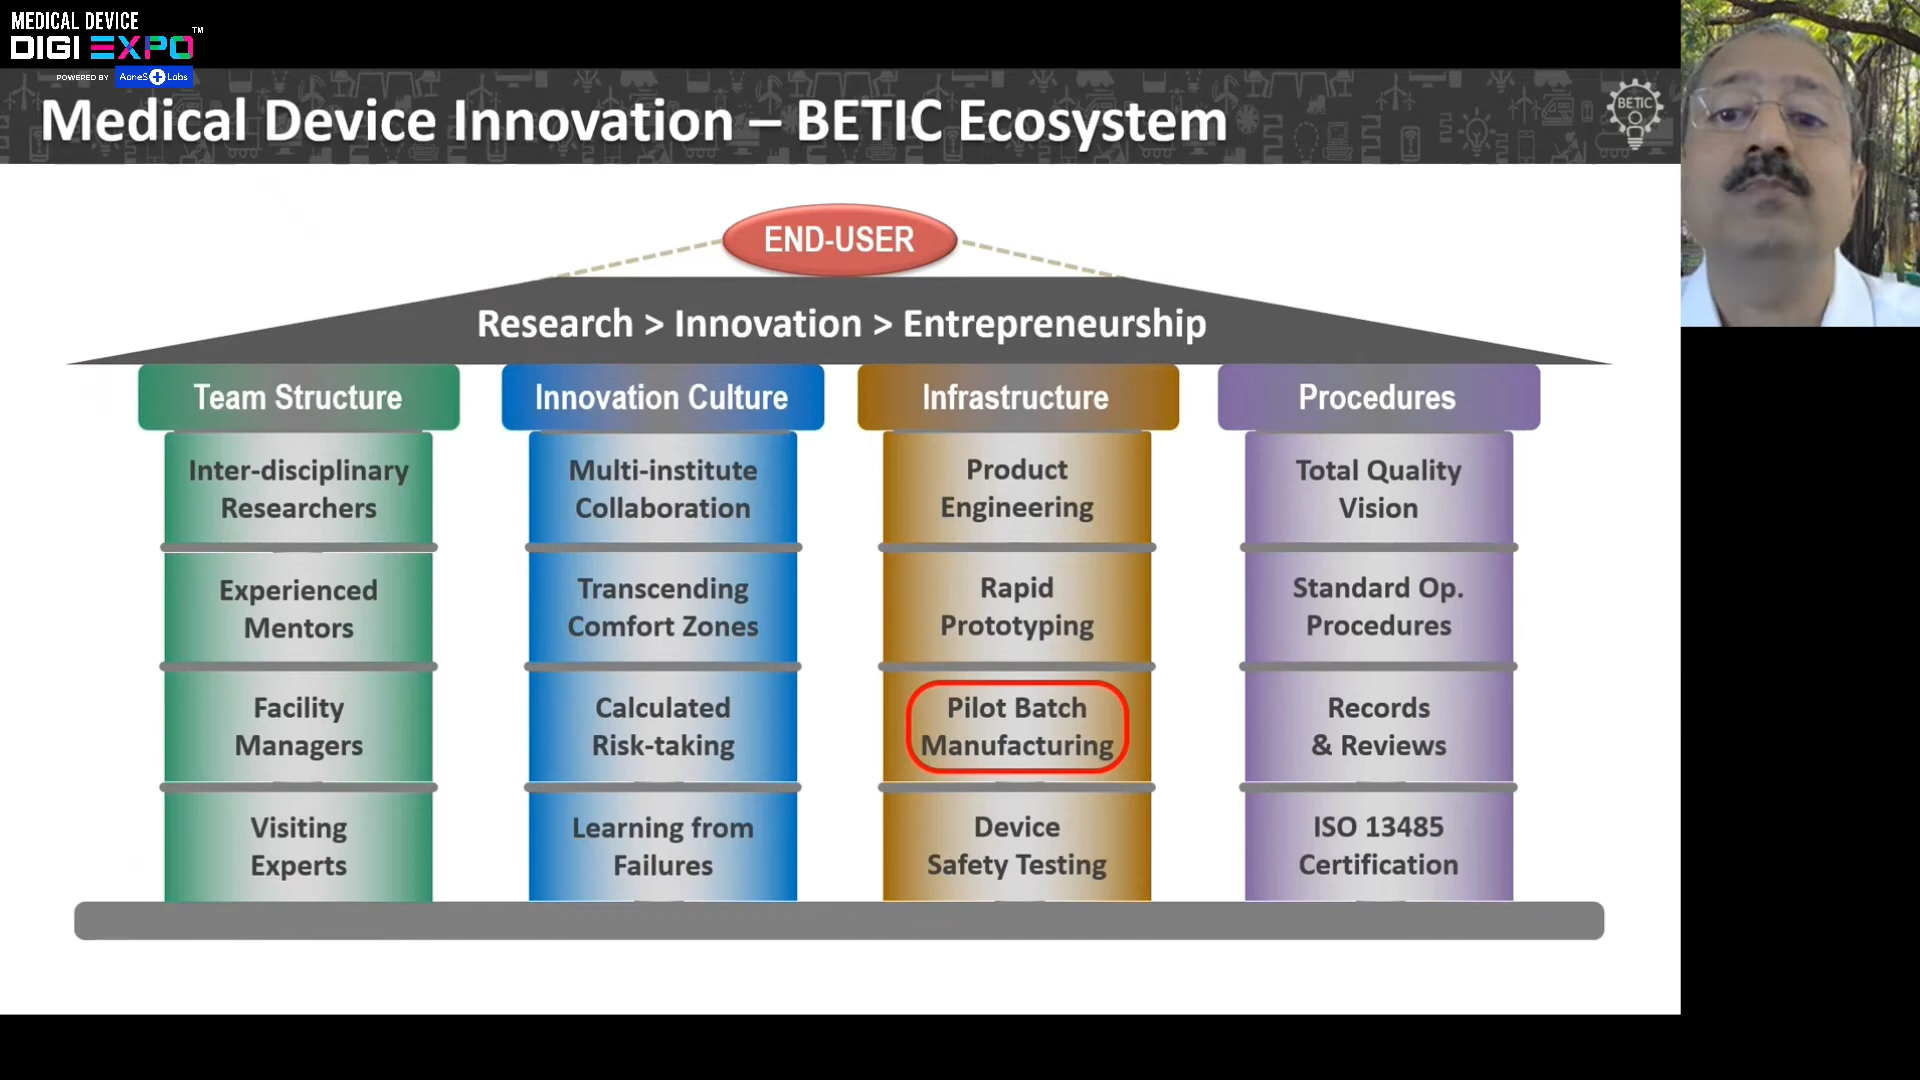 MEDICAL DEVICE
DIGI EXPO™
POWERED BY AorteS Labs
Medical Device Innovation – BETIC Ecosystem
BETIC
END-USER
Research > Innovation > Entrepreneurship
Team Structure
Inter-disciplinary
Researchers
Experienced
Mentors
Facility
Managers
Visiting
Experts
Innovation Culture
Multi-institute
Collaboration
Transcending
Comfort Zones
Calculated
Risk-taking
Learning from
Failures
Infrastructure
Product
Engineering
Rapid
Prototyping
Pilot Batch
Manufacturing
Device
Safety Testing
Procedures
Total Quality
Vision
Standard Op.
Procedures
Records
& Reviews
ISO 13485
Certification